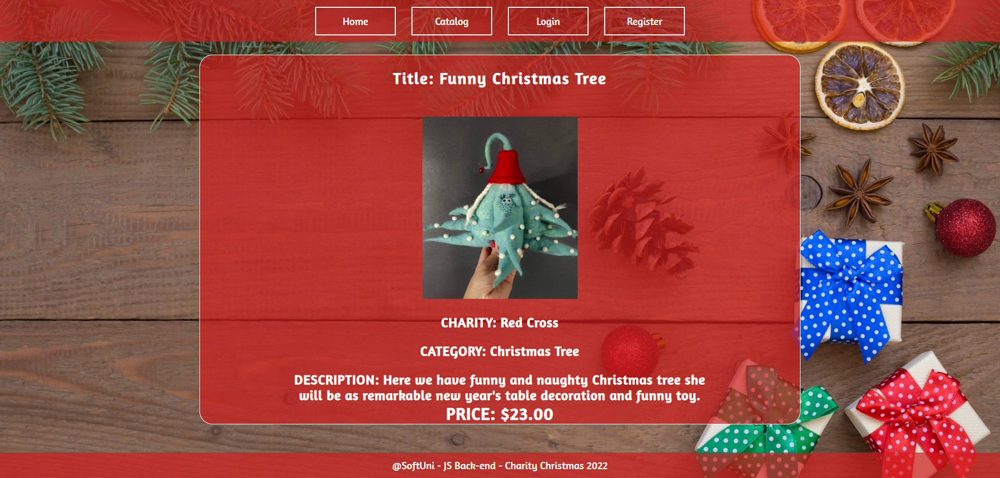 Home
Catalog
Login
Register
Title: Funny Christmas Tree
CHARITY: Red Cross
CATEGORY: Christmas Tree
DESCRIPTION: Here we have funny and naughty Christmas tree she
will be as remarkable new year's table decoration and funny toy.
PRICE: $23.00
@SoftUni - JS Back-end - Charity Christmas 2022